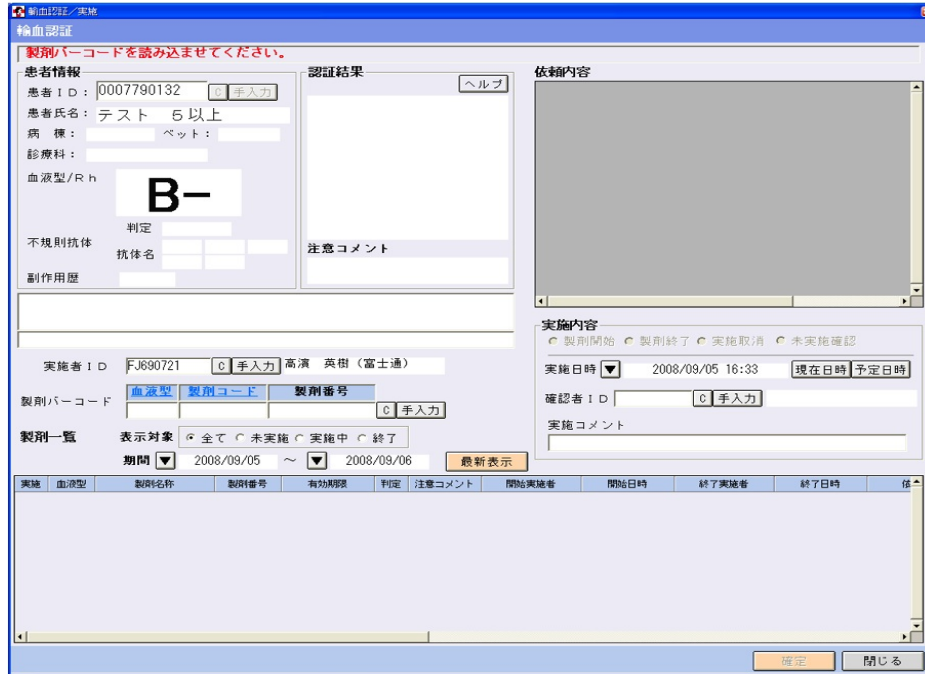 輸血認証／実施
輸血認証
製剤バーコードを読み込ませてください。
患者情報
患者ＩＤ： 0007790132 C 手入力
患者氏名： テスト　５以上
病　棟：　ベット：
診療科：
血液型/Ｒｈ B−
判定
不規則抗体
抗体名
副作用歴
認証結果 ヘルプ
注意コメント
依頼内容
実施者ＩＤ FJ690721 C 手入力 高濱　英樹（富士通）
血液型 製剤コード 製剤番号
製剤バーコード C 手入力
製剤一覧 表示対象 全て 未実施 実施中 終了
期間 ▼ 2008/09/05 ～ ▼ 2008/09/06 最新表示
実施内容
製剤開始 製剤終了 実施取消 未実施確認
実施日時 ▼ 2008/09/05 16:33 現在日時 予定日時
確認者ＩＤ C 手入力
実施コメント
実施 血液型 製剤名称 製剤番号 有効期限 判定 注意コメント 開始実施者 開始日時 終了実施者 終了日時
確定 閉じる